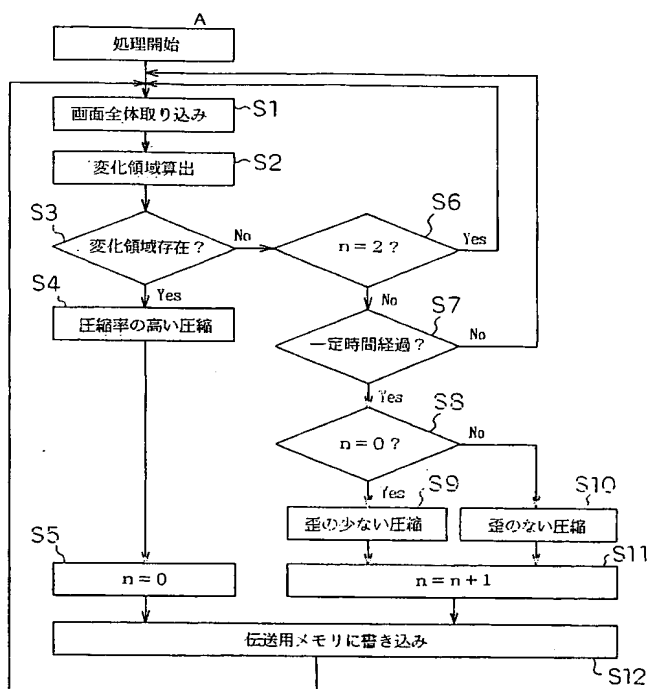 A
処理開始
画面全体取り込み
S1
変化領域算出
S2
S3
変化領域存在?
No
S6
n=2?
Yes
S4
Yes
圧縮率の高い圧縮
No
S7
一定時間経過?
No
Yes
S8
n=0?
No
Yes
S9
歪の少ない圧縮
S10
歪のない圧縮
S5
n=0
S11
n=n+1
伝送用メモリに書き込み
S12